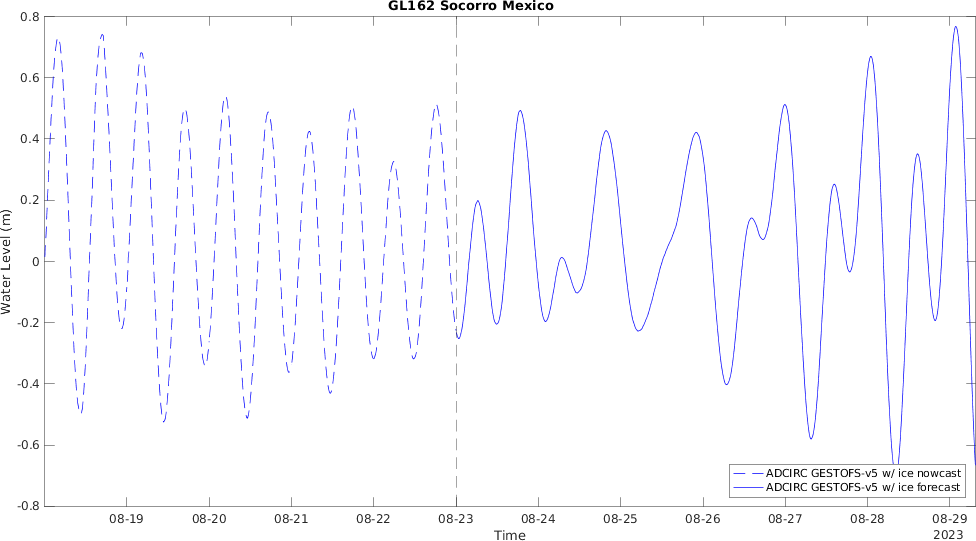 GL162 Socorro Mexico
0.8
0.6
0.4
0.2
0
-0.2
-0.4
-0.6
-0.8
Water Level (m)
08-19 08-20 08-21 08-22 08-23 08-24 08-25 08-26 08-27 08-28 08-29
2023
Time
ADCIRC GESTOFS-v5 w/ ice nowcast
ADCIRC GESTOFS-v5 w/ ice forecast